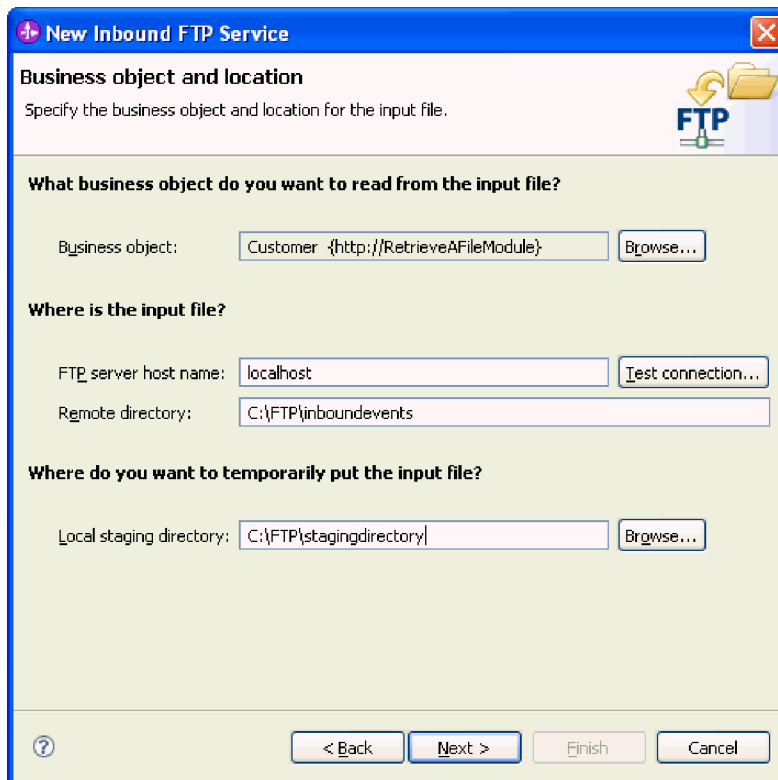 New Inbound FTP Service
Business object and location
Specify the business object and location for the input file.
FTP
What business object do you want to read from the input file?
Business object: Customer {http://RetrieveAFileModule} Browse...
Where is the input file?
FTP server host name: localhost Test connection...
Remote directory: C:\FTP\inboundevents
Where do you want to temporarily put the input file?
Local staging directory: C:\FTP\stagingdirectory Browse...
? < Back Next > Finish Cancel